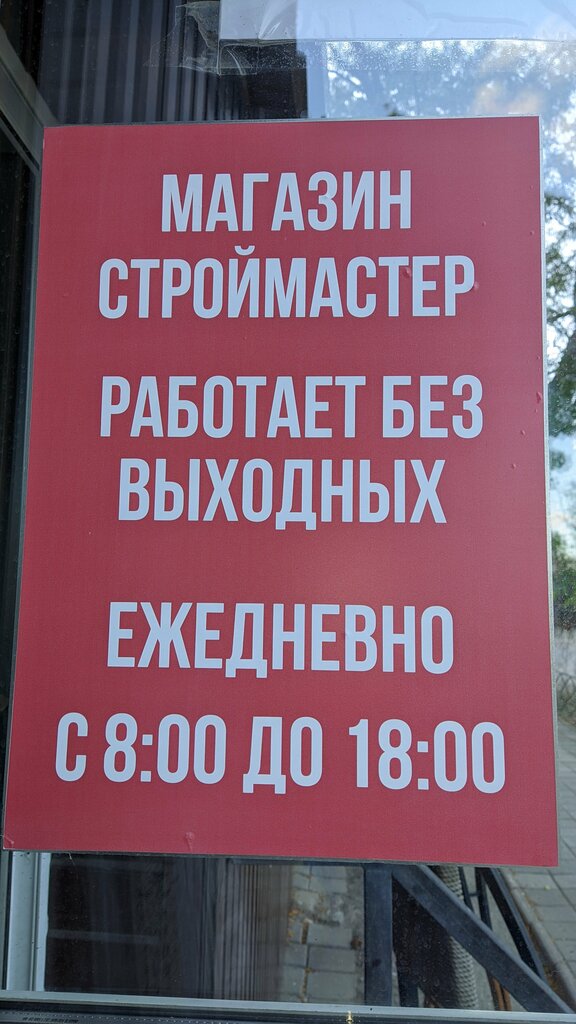 МАГАЗИН
СТРОЙМАСТЕР
РАБОТАЕТ БЕЗ
ВЫХОДНЫХ
ЕЖЕДНЕВНО
С 8:00 ДО 18:00